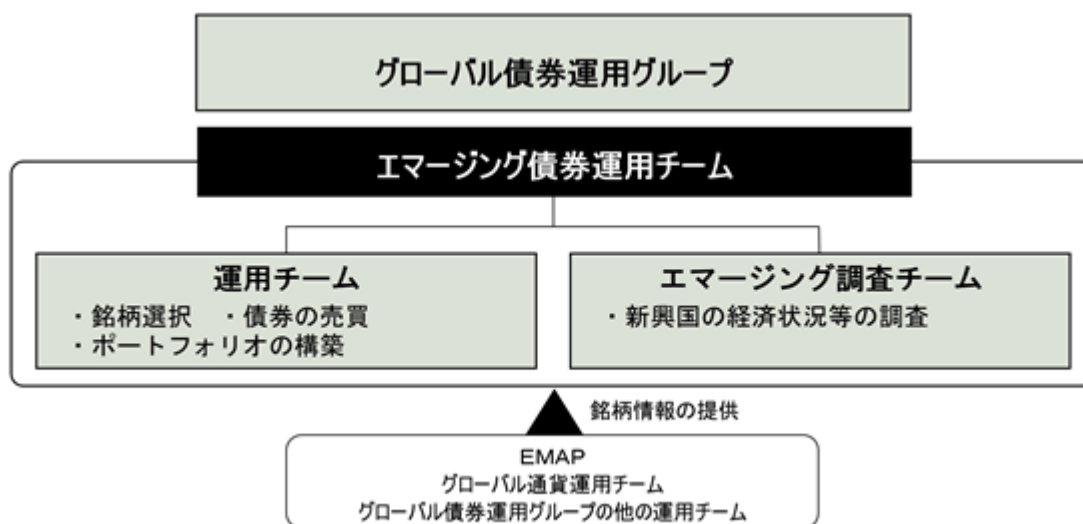 グローバル債券運用グループ
エマージング債券運用チーム
運用チーム
・銘柄選択　・債券の売買
・ポートフォリオの構築
エマージング調査チーム
・新興国の経済状況等の調査
銘柄情報の提供
EMAP
グローバル通貨運用チーム
グローバル債券運用グループの他の運用チーム